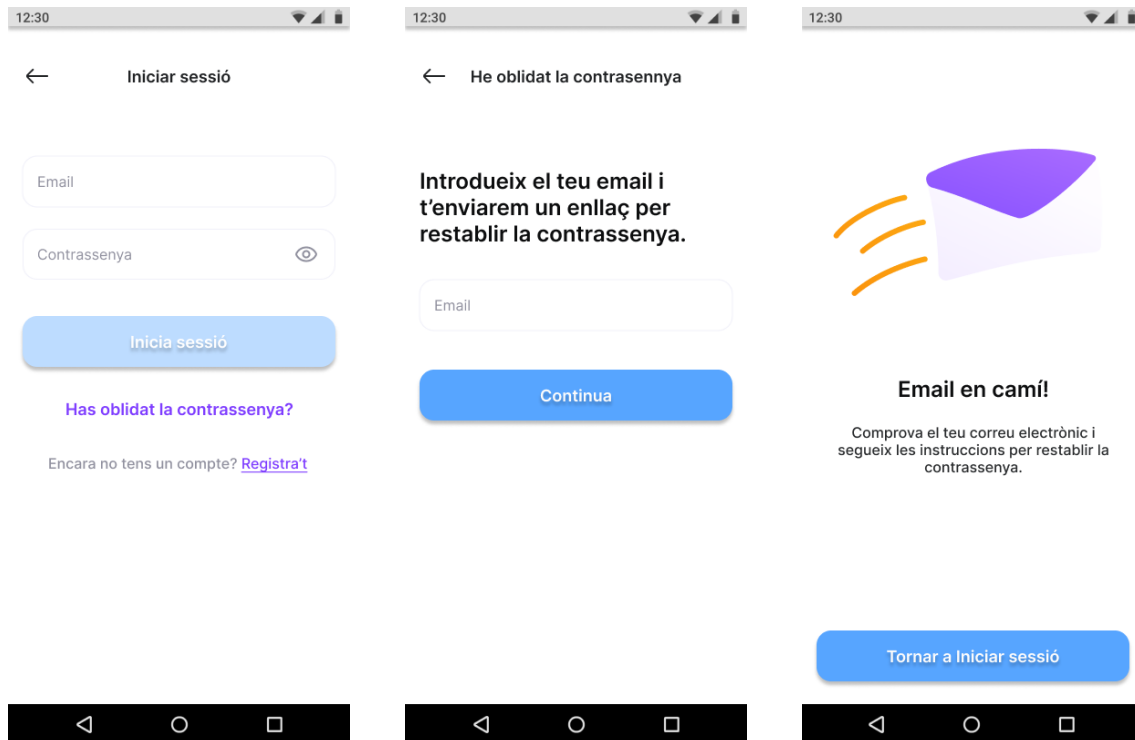 12:30
Iniciar sessió
Email
Contrassenya
Inicia sessió
Has oblidat la contrassenya?
Encara no tens un compte? Registra't
12:30
He oblidat la contrasennya
Introdueix el teu email i
t'enviarem un enllaç per
restablir la contrassenya.
Email
Continua
12:30
Email en camí!
Comprova el teu correu electrònic i
segueix les instruccions per restablir la
contrassenya.
Tornar a Iniciar sessió